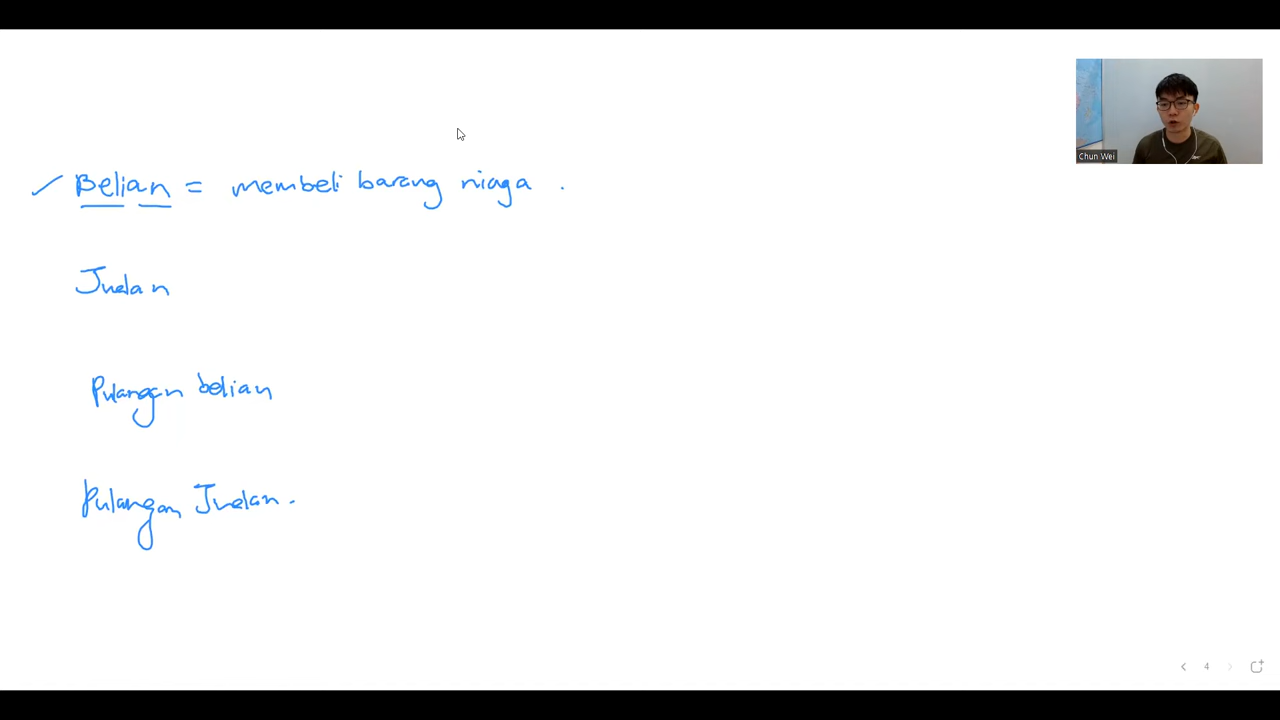 Belian = membeli barang niaga .
Jualan
Pulangan belian
Pulangan Jualan .
Chun Wei
4